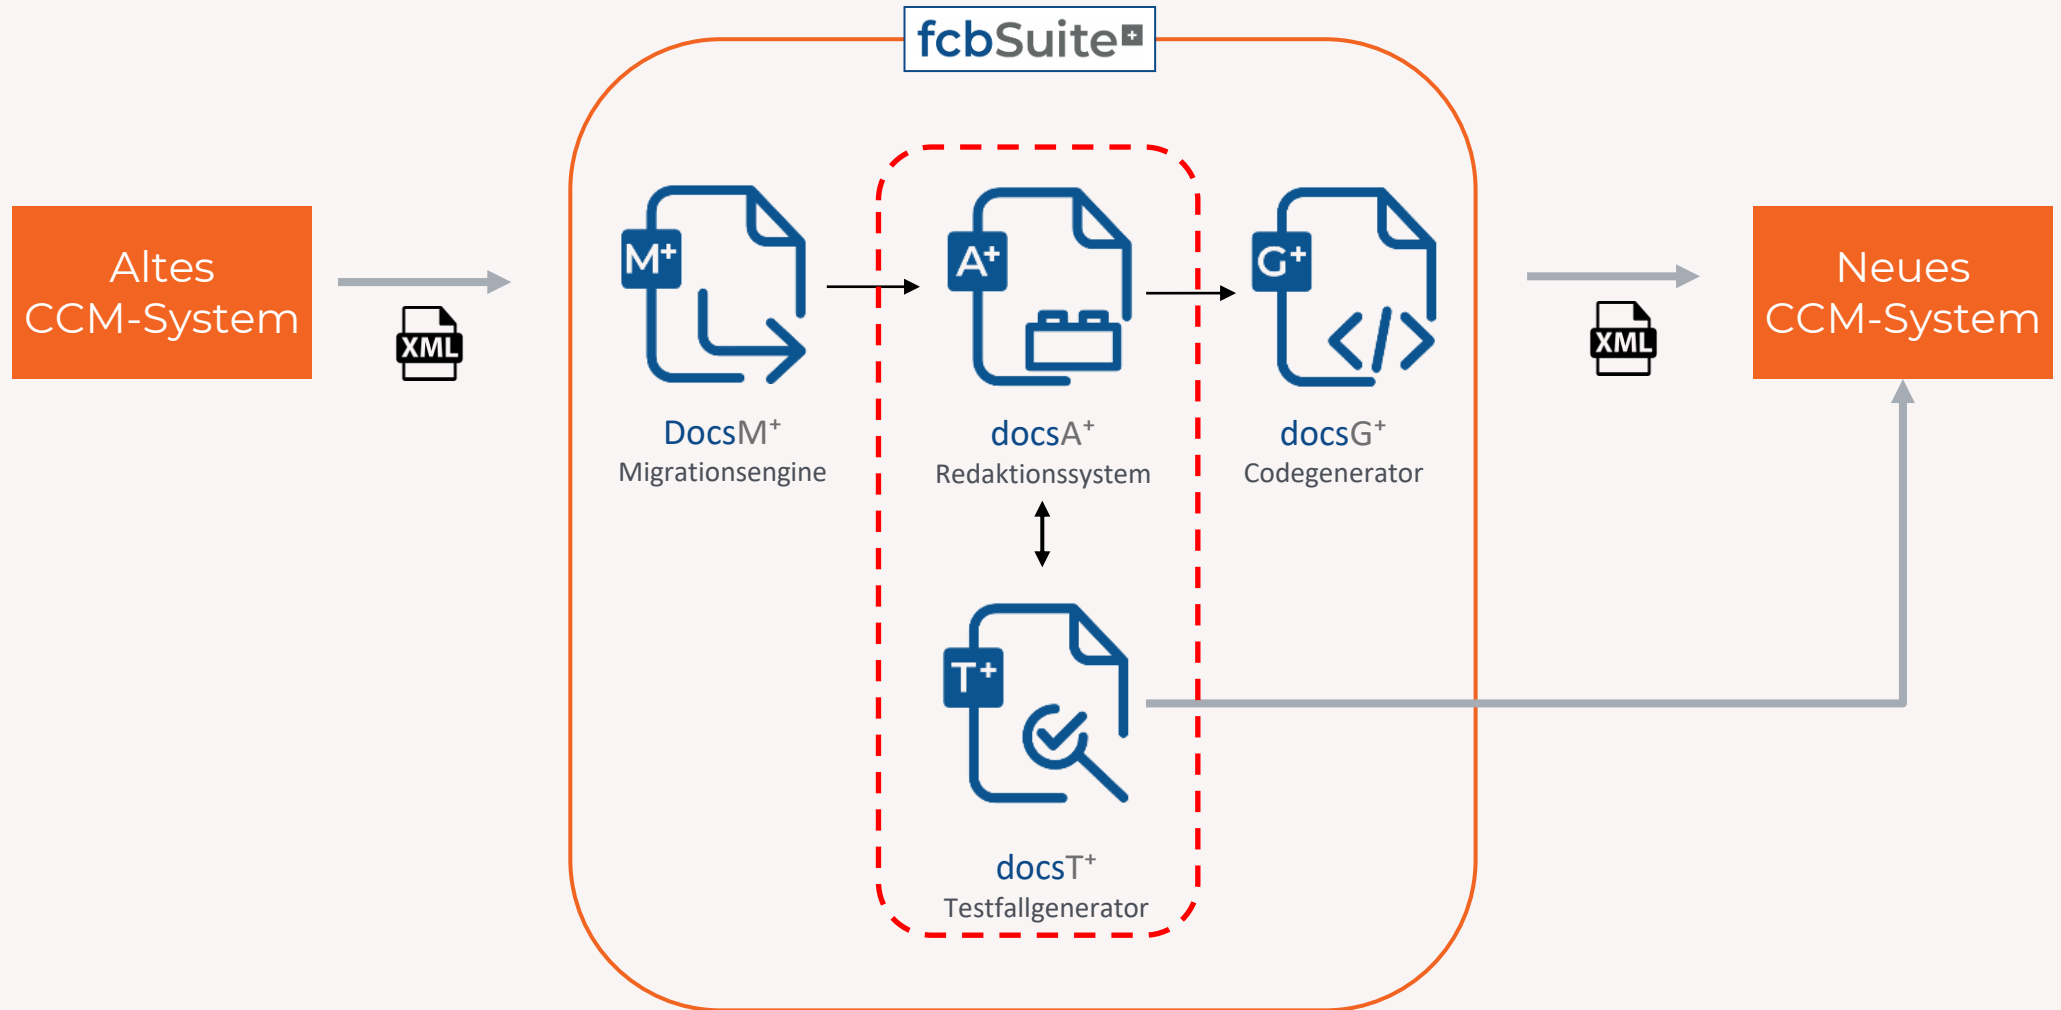 fcbSuite+
Altes
CCM-System
XML
M+
A+
G+
</>
XML
Neues
CCM-System
DocsM+
Migrationsengine
docsA+
Redaktionssystem
docsG+
Codegenerator
T+
docsT+
Testfallgenerator